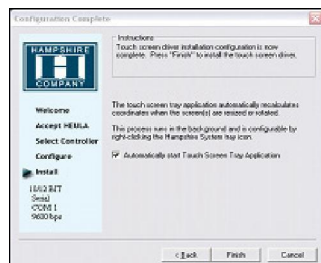 Configuration Complete
Instructions
Touch screen driver installation configuration is now
complete. Press "Finish" to install the touch screen driver.
HAMPSHIRE
COMPANY
The touch screen tray application automatically recalculates
coordinates when the screen(s) are resized or rotated.
This process runs in the background and is configurable by
right-clicking the Hampshire System tray icon.
Automatically start Touch Screen Tray Application
Welcome
Accept HEULA
Select Controller
Configure
Install
Serial
COM 1
9600 bps
< Back
Finish
Cancel